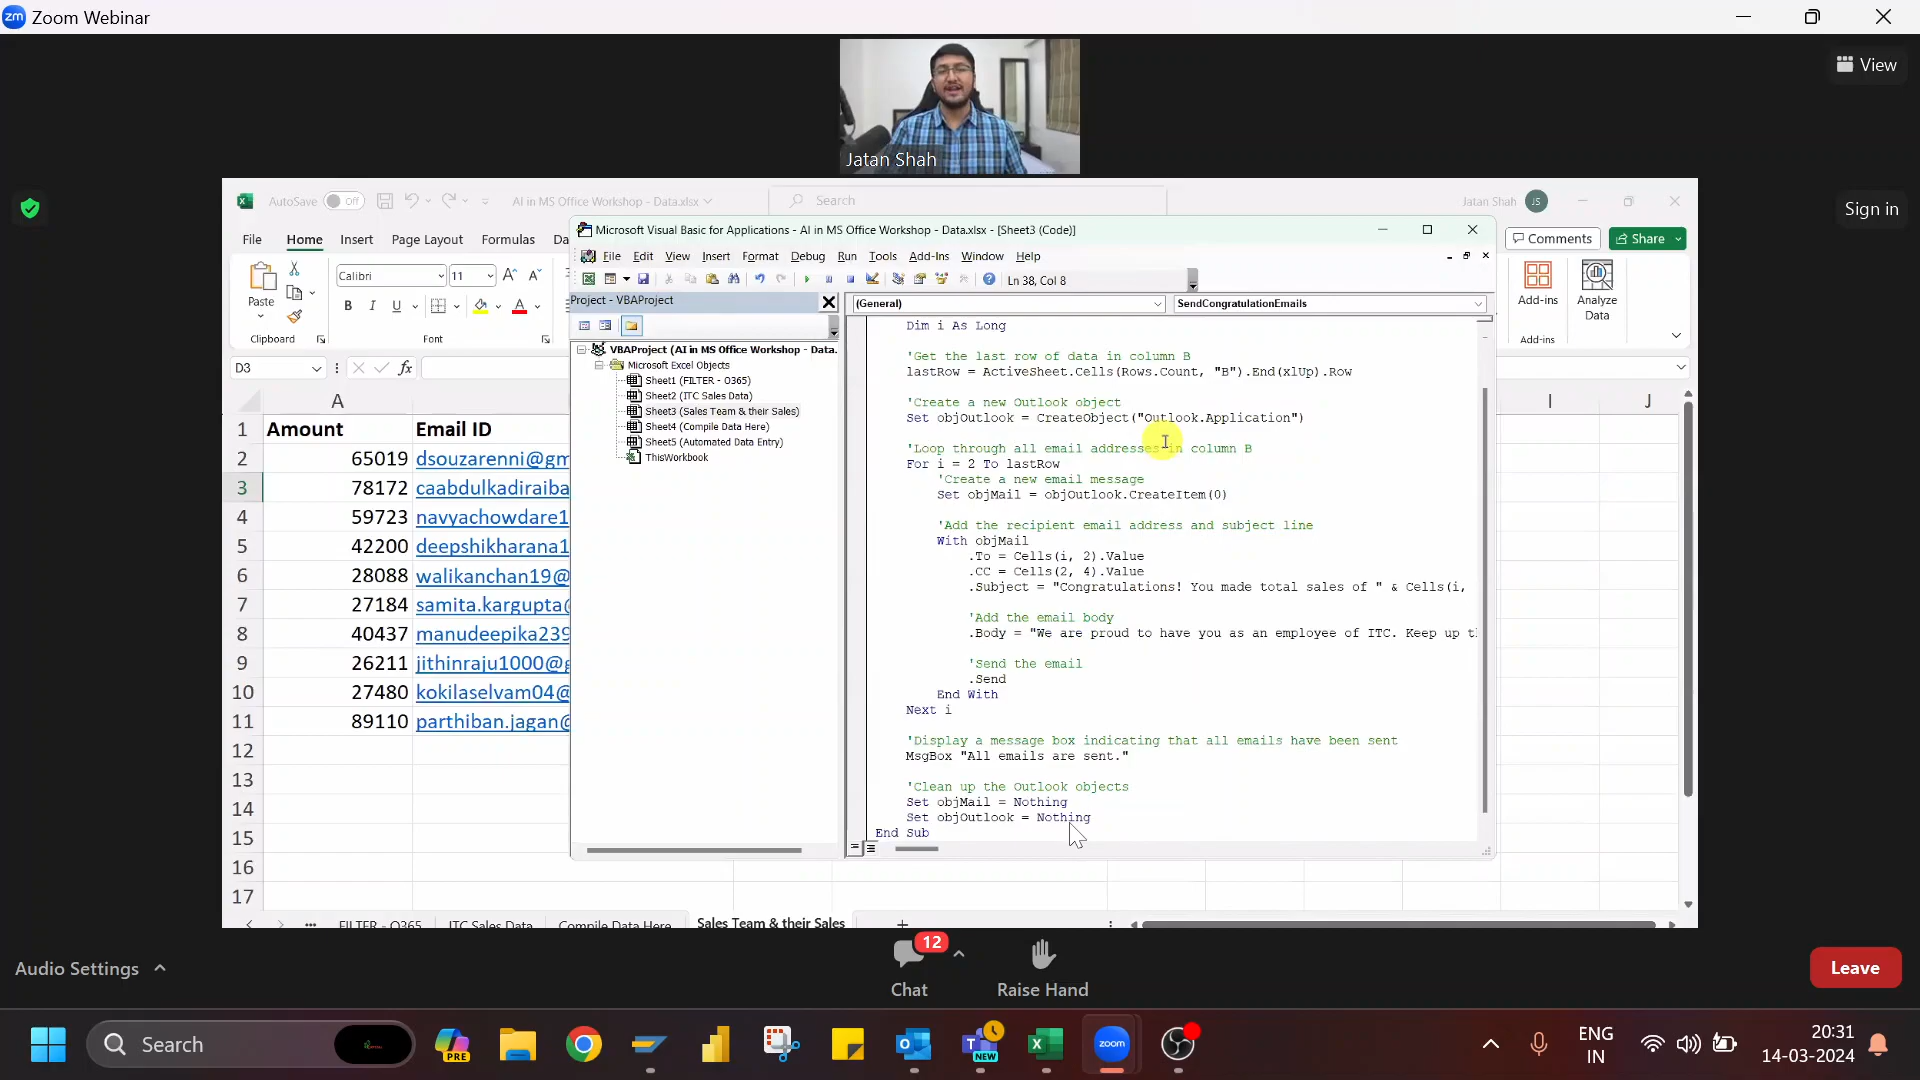 zm Zoom Webinar
View
Jatan Shah
Sign in
AutoSave Off AI in MS Office Workshop - Data.xlsx Search Jatan Shah JS
File Home Insert Page Layout Formulas Da
Comments Share
Paste
Calibri 11
B I U A
Clipboard Font
Add-ins Analyze Data
Add-ins
D3 fx
Microsoft Visual Basic for Applications - AI in MS Office Workshop - Data.xlsx - [Sheet3 (Code)]
File Edit View Insert Format Debug Run Tools Add-Ins Window Help
Ln 38, Col 8
Project - VBAProject
VBAProject (AI in MS Office Workshop - Data.
Microsoft Excel Objects
Sheet1 (FILTER - O365)
Sheet2 (ITC Sales Data)
Sheet3 (Sales Team & their Sales)
Sheet4 (Compile Data Here)
Sheet5 (Automated Data Entry)
ThisWorkbook
(General) SendCongratulationEmails
Dim i As Long
'Get the last row of data in column B
lastRow = ActiveSheet.Cells(Rows.Count, "B").End(xlUp).Row
'Create a new Outlook object
Set objOutlook = CreateObject("Outlook.Application")
'Loop through all email addresses in column B
For i = 2 To lastRow
'Create a new email message
Set objMail = objOutlook.CreateItem(0)
'Add the recipient email address and subject line
With objMail
.To = Cells(i, 2).Value
.CC = Cells(2, 4).Value
.Subject = "Congratulations! You made total sales of " & Cells(i,
'Add the email body
.Body = "We are proud to have you as an employee of ITC. Keep up t
'Send the email
.Send
End With
Next i
'Display a message box indicating that all emails have been sent
MsgBox "All emails are sent."
'Clean up the Outlook objects
Set objMail = Nothing
Set objOutlook = Nothing
End Sub
A I J
1 Amount Email ID
2 65019 dsouzarenni@gm
3 78172 caabdulkadiraiba
4 59723 navyachowdare1
5 42200 deepshikharana1
6 28088 walikanchan19@
7 27184 samita.kargupta@
8 40437 manudeepika239
9 26211 jithinraju1000@g
10 27480 kokilaselvam04@
11 89110 parthiban.jagan@
12
13
14
15
16
17
FILTER - O365 ITC Sales Data Compile Data Here Sales Team & their Sales
Audio Settings
12
Chat
Raise Hand
Leave
Search
PRE
NEW
zoom
ENG
IN
20:31
14-03-2024